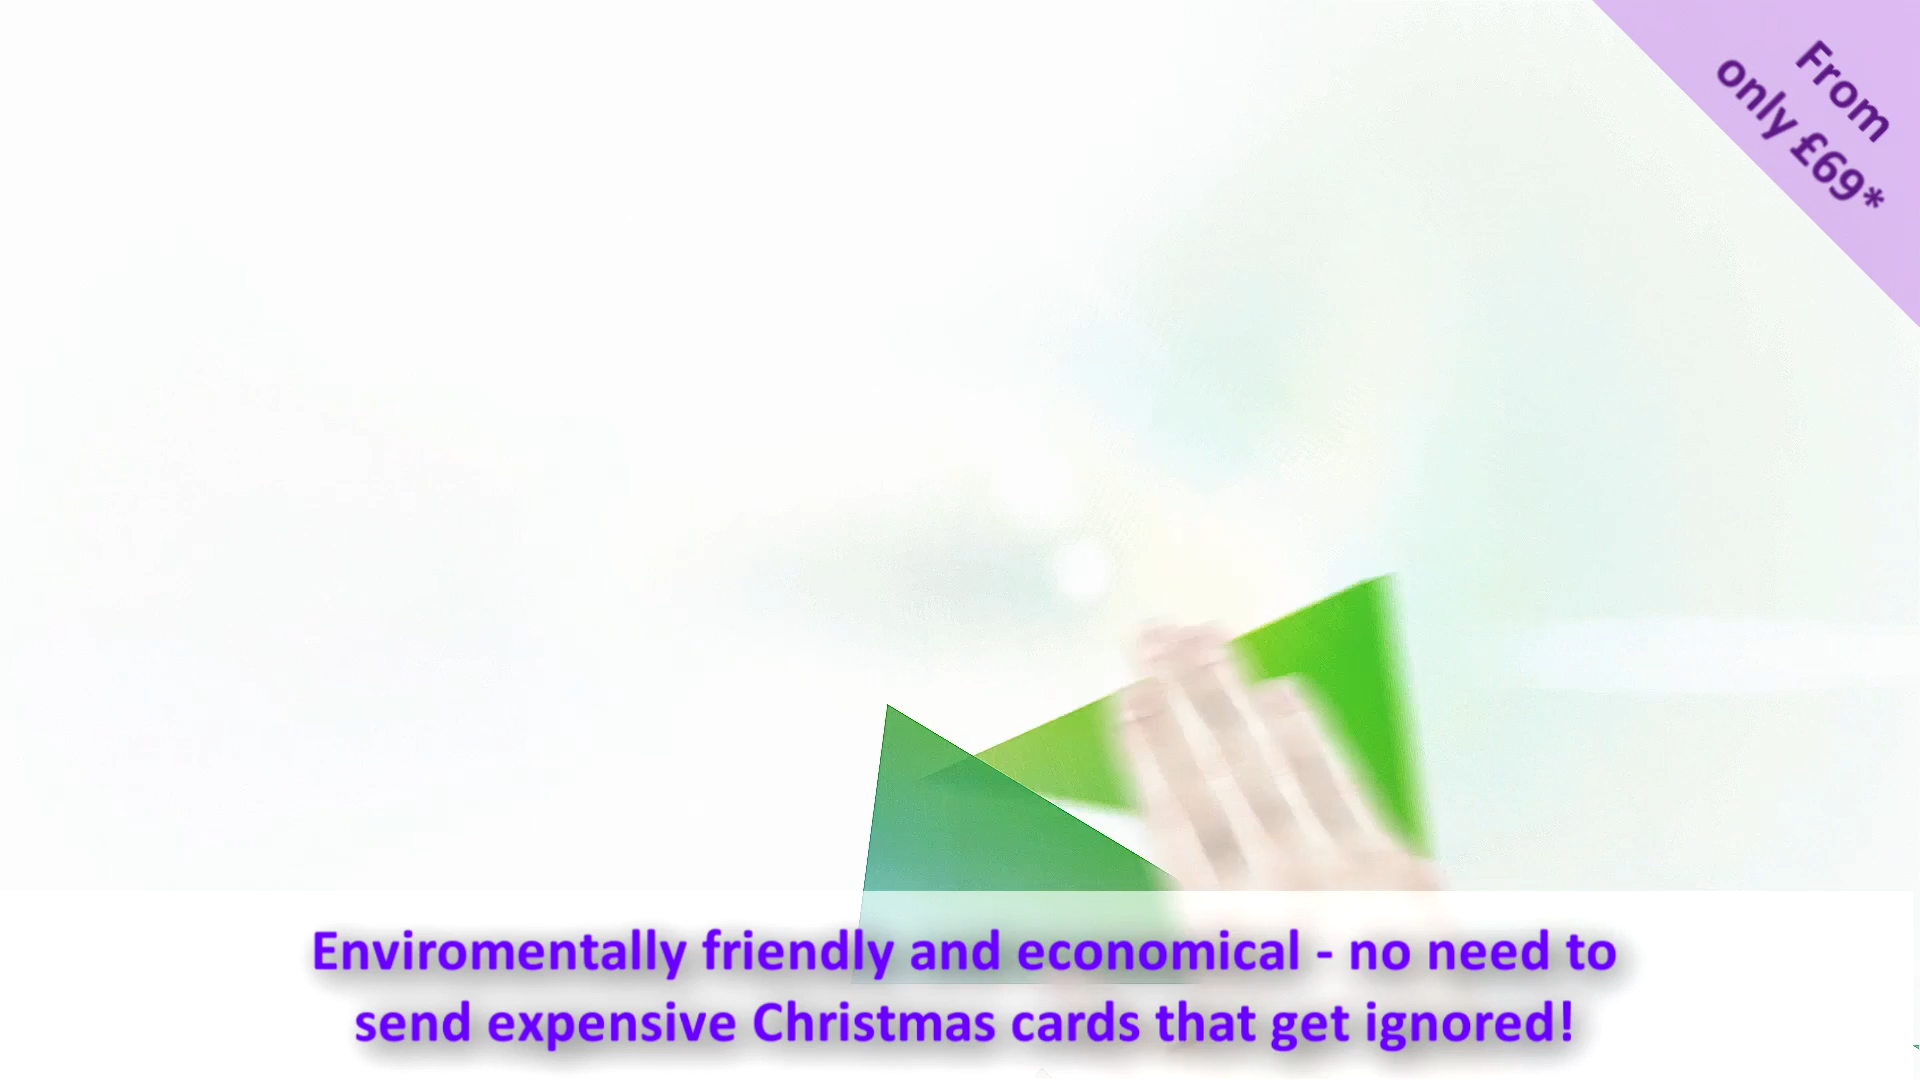 From
only £69*
Enviromentally friendly and economical - no need to
send expensive Christmas cards that get ignored!